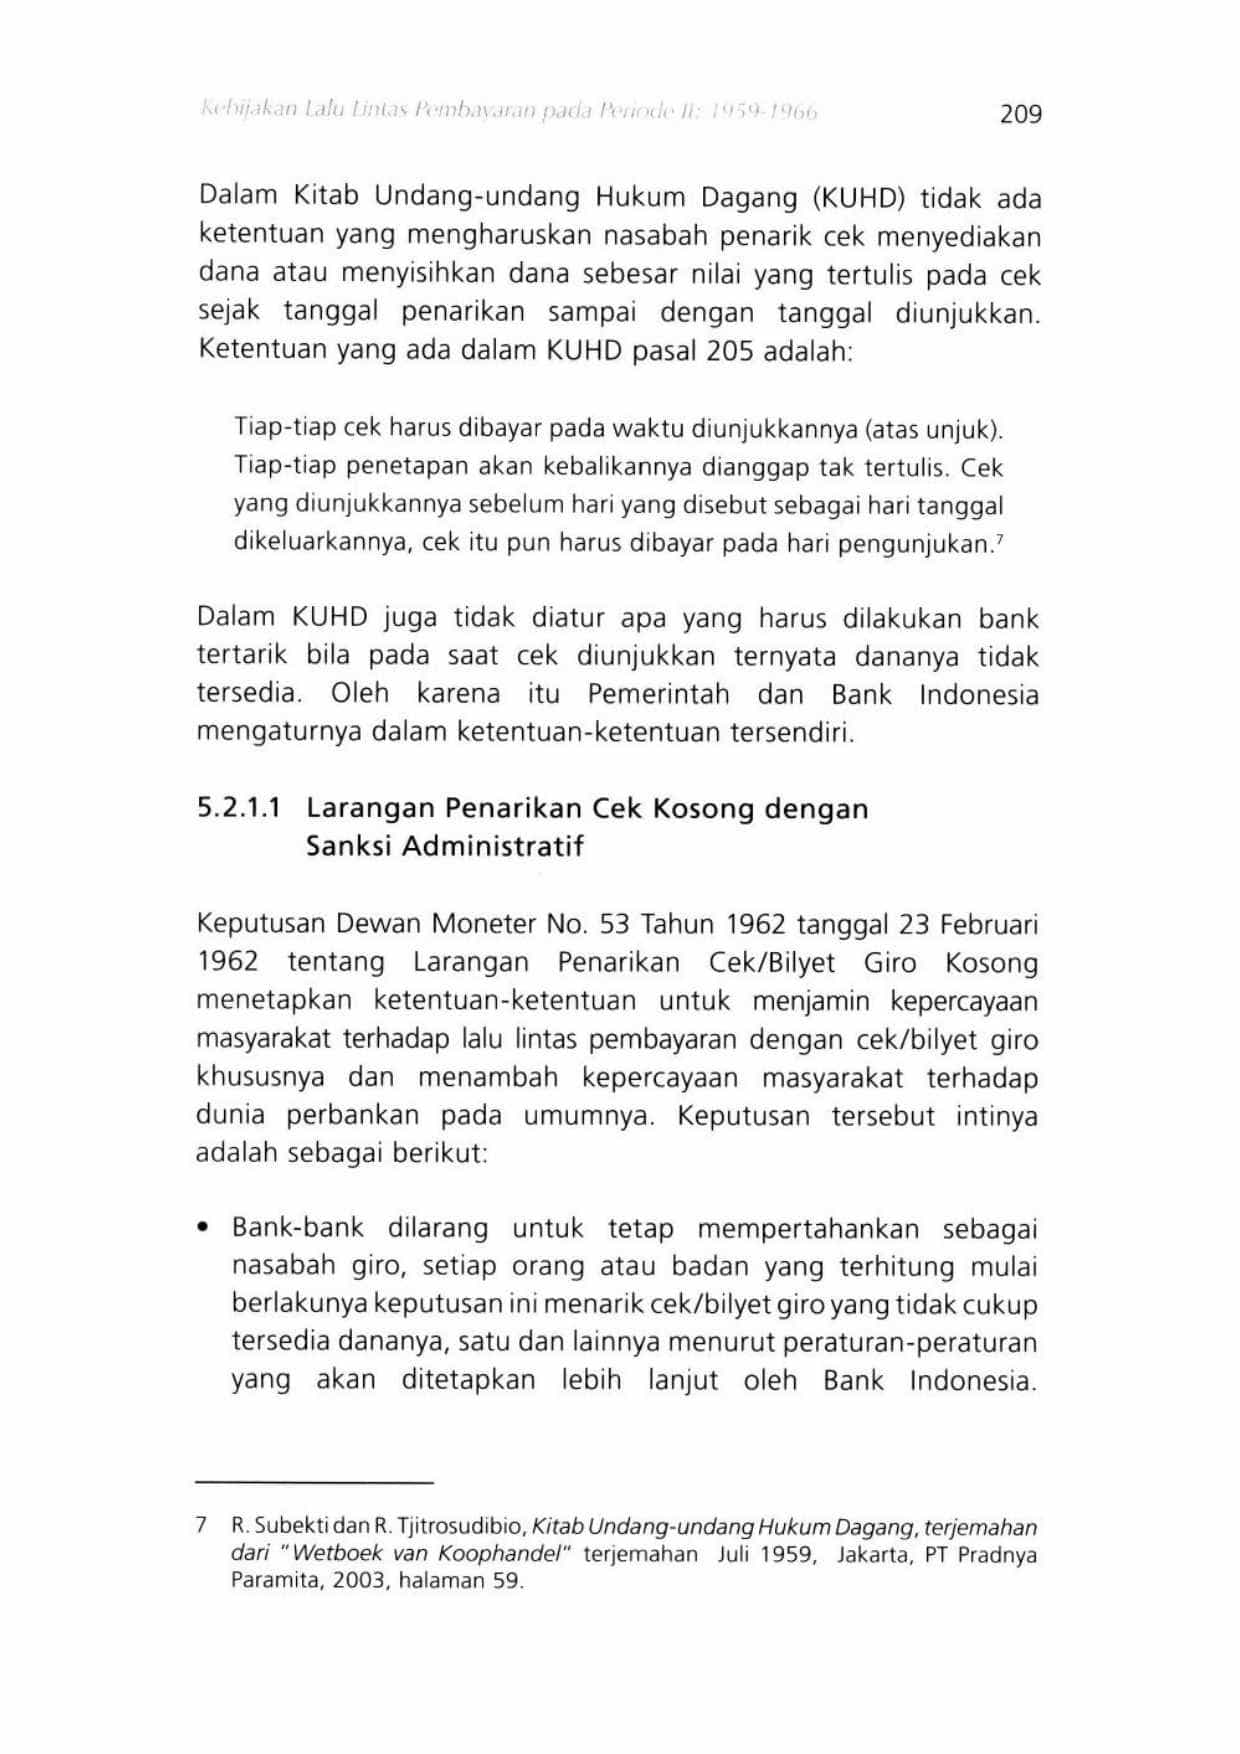 Kebijakan Lalu Lintas Pembayaran pada Periode II: 1959-1966
209
Dalam Kitab Undang-undang Hukum Dagang (KUHD) tidak ada
ketentuan yang mengharuskan nasabah penarik cek menyediakan
dana atau menyisihkan dana sebesar nilai yang tertulis pada cek
sejak tanggal penarikan sampai dengan tanggal diunjukkan.
Ketentuan yang ada dalam KUHD pasal 205 adalah:
Tiap-tiap cek harus dibayar pada waktu diunjukkannya (atas unjuk).
Tiap-tiap penetapan akan kebalikannya dianggap tak tertulis. Cek
yang diunjukkannya sebelum hari yang disebut sebagai hari tanggal
dikeluarkannya, cek itu pun harus dibayar pada hari pengunjukan.7
Dalam KUHD juga tidak diatur apa yang harus dilakukan bank
tertarik bila pada saat cek diunjukkan ternyata dananya tidak
tersedia. Oleh karena itu Pemerintah dan Bank Indonesia
mengaturnya dalam ketentuan-ketentuan tersendiri.
5.2.1.1 Larangan Penarikan Cek Kosong dengan
Sanksi Administratif
Keputusan Dewan Moneter No. 53 Tahun 1962 tanggal 23 Februari
1962 tentang Larangan Penarikan Cek/Bilyet Giro Kosong
menetapkan ketentuan-ketentuan untuk menjamin kepercayaan
masyarakat terhadap lalu lintas pembayaran dengan cek/bilyet giro
khususnya dan menambah kepercayaan masyarakat terhadap
dunia perbankan pada umumnya. Keputusan tersebut intinya
adalah sebagai berikut:
• Bank-bank dilarang untuk tetap mempertahankan sebagai
nasabah giro, setiap orang atau badan yang terhitung mulai
berlakunya keputusan ini menarik cek/bilyet giro yang tidak cukup
tersedia dananya, satu dan lainnya menurut peraturan-peraturan
yang akan ditetapkan lebih lanjut oleh Bank Indonesia.
7 R. Subekti dan R. Tjitrosudibio, Kitab Undang-undang Hukum Dagang, terjemahan
dari "Wetboek van Koophandel" terjemahan Juli 1959, Jakarta, PT Pradnya
Paramita, 2003, halaman 59.